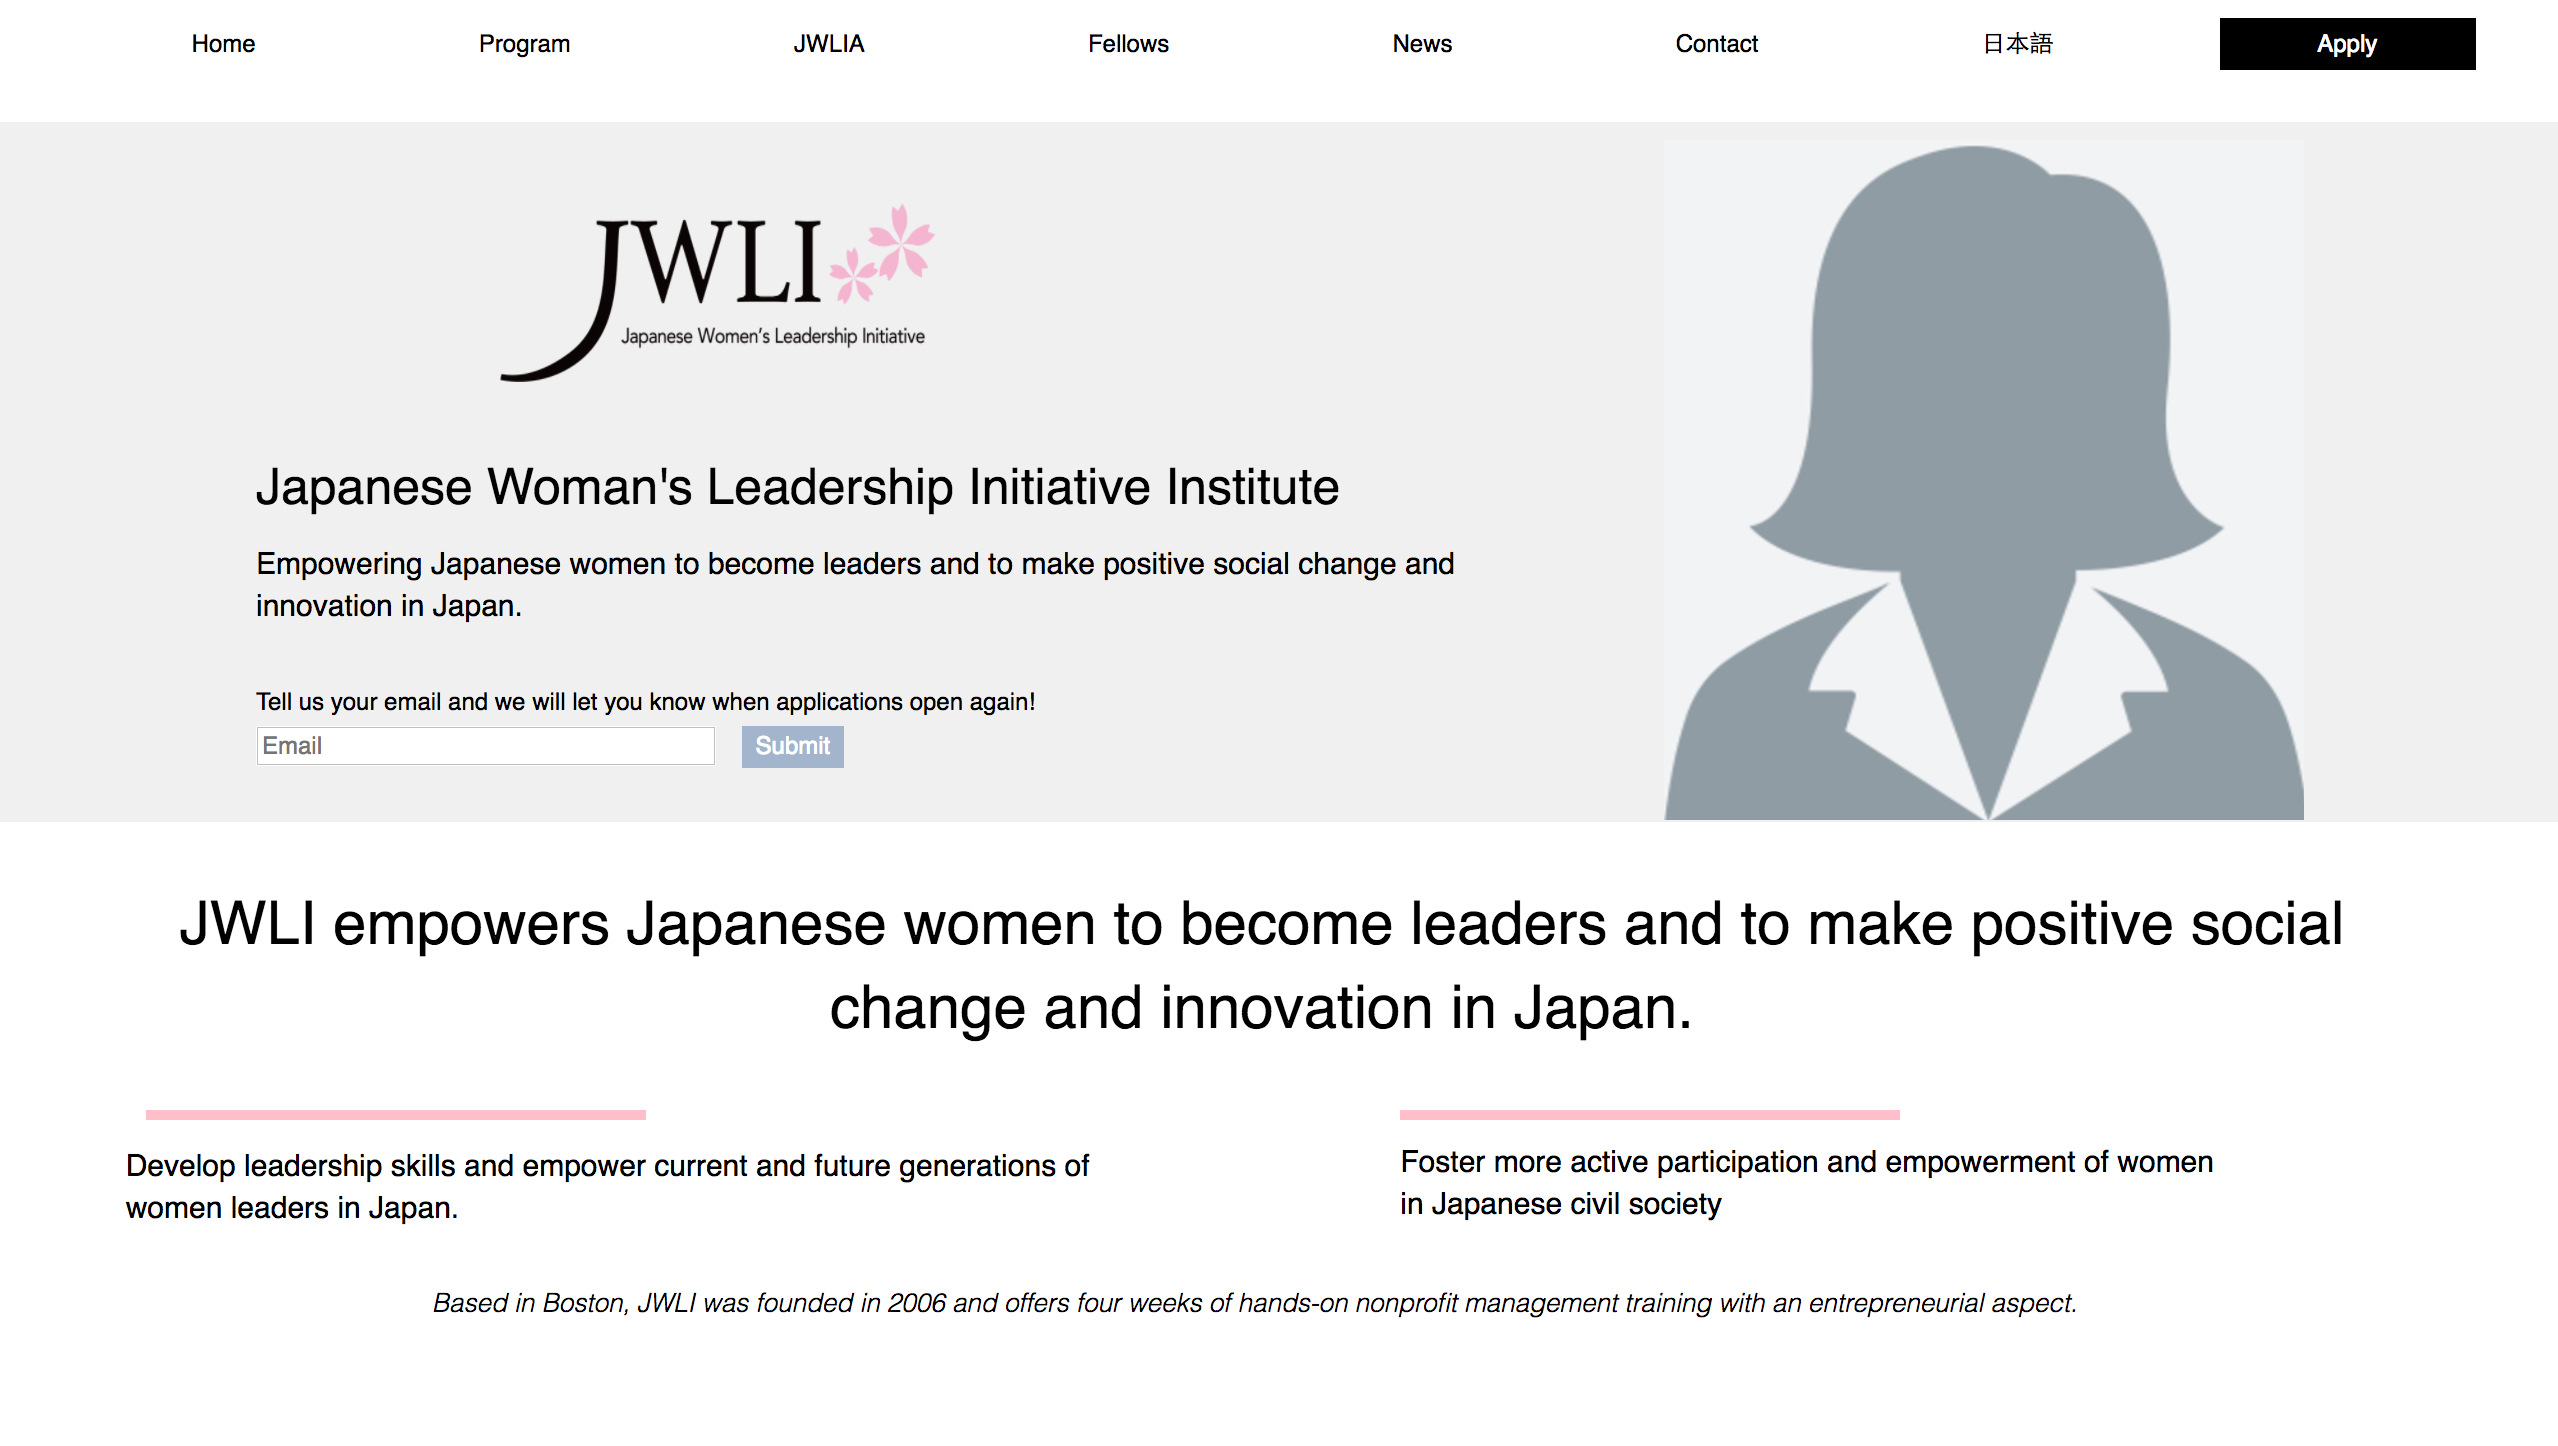 Home
Program
JWLIA
Fellows
News
Contact
日本語
Apply
JWLI
Japanese Women's Leadership Initiative
Japanese Woman's Leadership Initiative Institute
Empowering Japanese women to become leaders and to make positive social change and
innovation in Japan.
Tell us your email and we will let you know when applications open again!
Email
Submit
JWLI empowers Japanese women to become leaders and to make positive social
change and innovation in Japan.
Develop leadership skills and empower current and future generations of
women leaders in Japan.
Foster more active participation and empowerment of women
in Japanese civil society
Based in Boston, JWLI was founded in 2006 and offers four weeks of hands-on nonprofit management training with an entrepreneurial aspect.